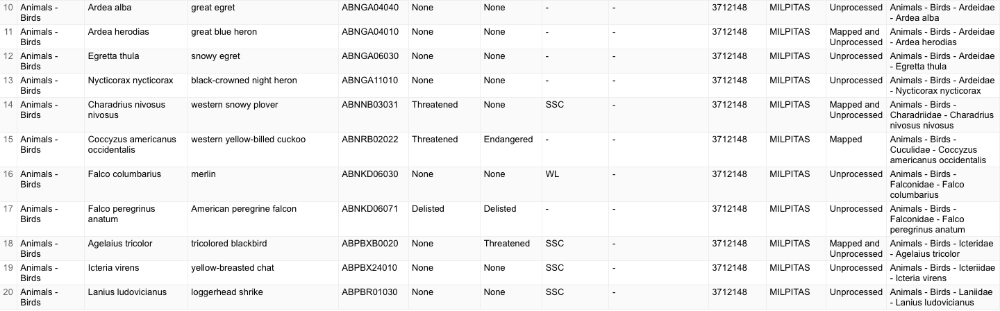 10 Animals - Birds Ardea alba great egret ABNGA04040 None None - - 3712148 MILPITAS Unprocessed Animals - Birds - Ardeidae - Ardea alba
11 Animals - Birds Ardea herodias great blue heron ABNGA04010 None None - - 3712148 MILPITAS Mapped and Unprocessed Animals - Birds - Ardeidae - Ardea herodias
12 Animals - Birds Egretta thula snowy egret ABNGA06030 None None - - 3712148 MILPITAS Unprocessed Animals - Birds - Ardeidae - Egretta thula
13 Animals - Birds Nycticorax nycticorax black-crowned night heron ABNGA11010 None None - - 3712148 MILPITAS Unprocessed Animals - Birds - Ardeidae - Nycticorax nycticorax
14 Animals - Birds Charadrius nivosus nivosus western snowy plover ABNNB03031 Threatened None SSC - 3712148 MILPITAS Mapped and Unprocessed Animals - Birds - Charadriidae - Charadrius nivosus nivosus
15 Animals - Birds Coccyzus americanus occidentalis western yellow-billed cuckoo ABNRB02022 Threatened Endangered - - 3712148 MILPITAS Mapped Animals - Birds - Cuculidae - Coccyzus americanus occidentalis
16 Animals - Birds Falco columbarius merlin ABNKD06030 None None WL - 3712148 MILPITAS Unprocessed Animals - Birds - Falconidae - Falco columbarius
17 Animals - Birds Falco peregrinus anatum American peregrine falcon ABNKD06071 Delisted Delisted - - 3712148 MILPITAS Unprocessed Animals - Birds - Falconidae - Falco peregrinus anatum
18 Animals - Birds Agelaius tricolor tricolored blackbird ABPBXB0020 None Threatened SSC - 3712148 MILPITAS Mapped and Unprocessed Animals - Birds - Icteridae - Agelaius tricolor
19 Animals - Birds Icteria virens yellow-breasted chat ABPBX24010 None None SSC - 3712148 MILPITAS Unprocessed Animals - Birds - Icteriidae - Icteria virens
20 Animals - Birds Lanius ludovicianus loggerhead shrike ABPBR01030 None None SSC - 3712148 MILPITAS Unprocessed Animals - Birds - Laniidae - Lanius ludovicianus